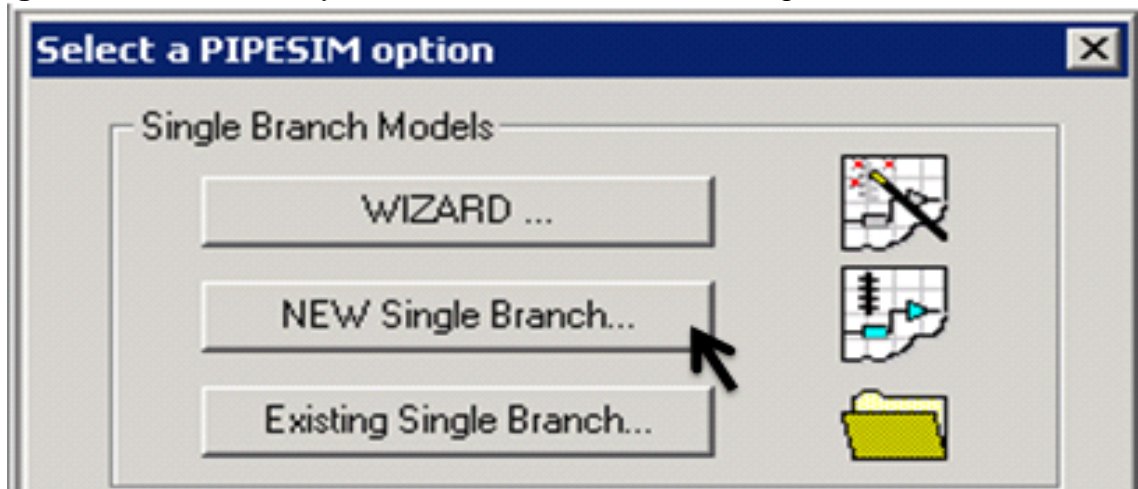 Select a PIPESIM option
Single Branch Models
WIZARD ...
NEW Single Branch...
Existing Single Branch...